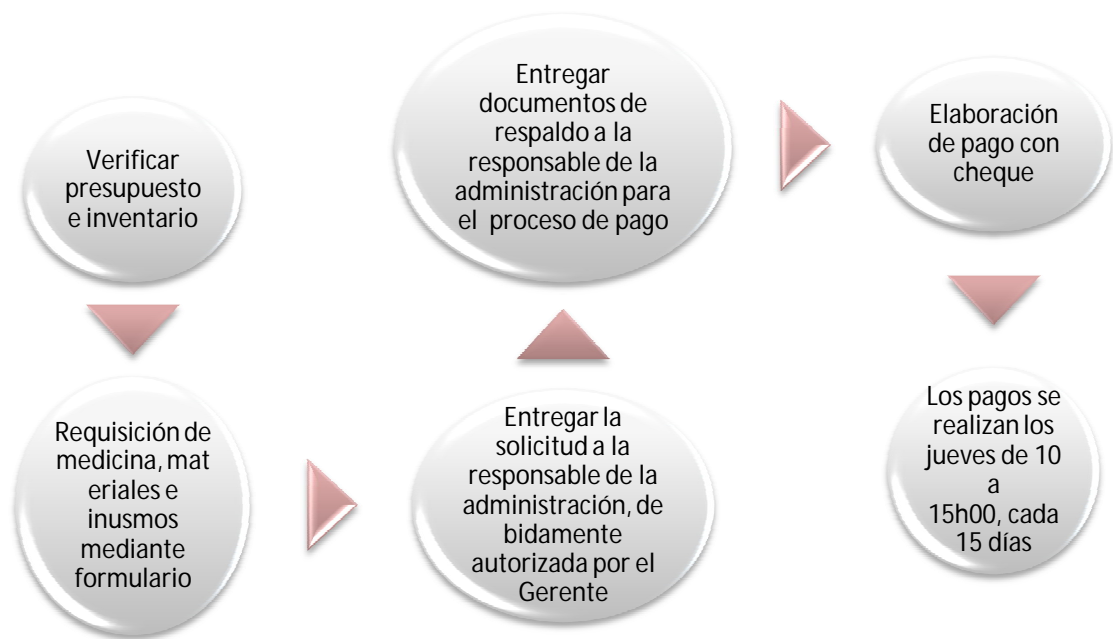 Verificar
presupuesto
e inventario
Requisición de
medicina, mat
eriales e
inusmos
mediante
formulario
Entregar la
solicitud a la
responsable de la
administración, de
bidamente
autorizada por el
Gerente
Entregar
documentos de
respaldo a la
responsable de la
administración para
el proceso de pago
Elaboración
de pago con
cheque
Los pagos se
realizan los
jueves de 10
a
15h00, cada
15 días